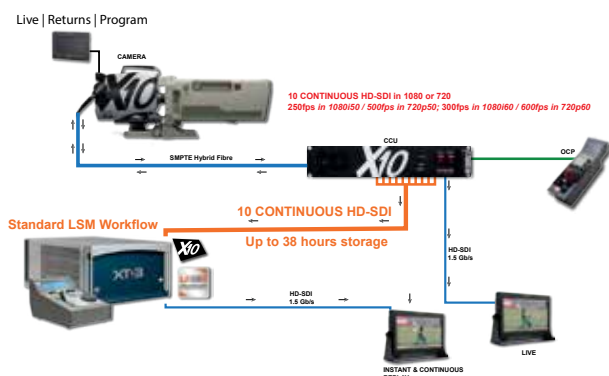 Live | Returns | Program
CAMERA
X10
10 CONTINUOUS HD-SDI in 1080 or 720
250fps in 1080i50 / 500fps in 720p50; 300fps in 1080i60 / 600fps in 720p60
CCU
X10
OCP
SMPTE Hybrid Fibre
10 CONTINUOUS HD-SDI
Standard LSM Workflow
X10
Up to 38 hours storage
HD-SDI
1.5 Gb/s
XT3
HD-SDI
1.5 Gb/s
LIVE
INSTANT & CONTINUOUS